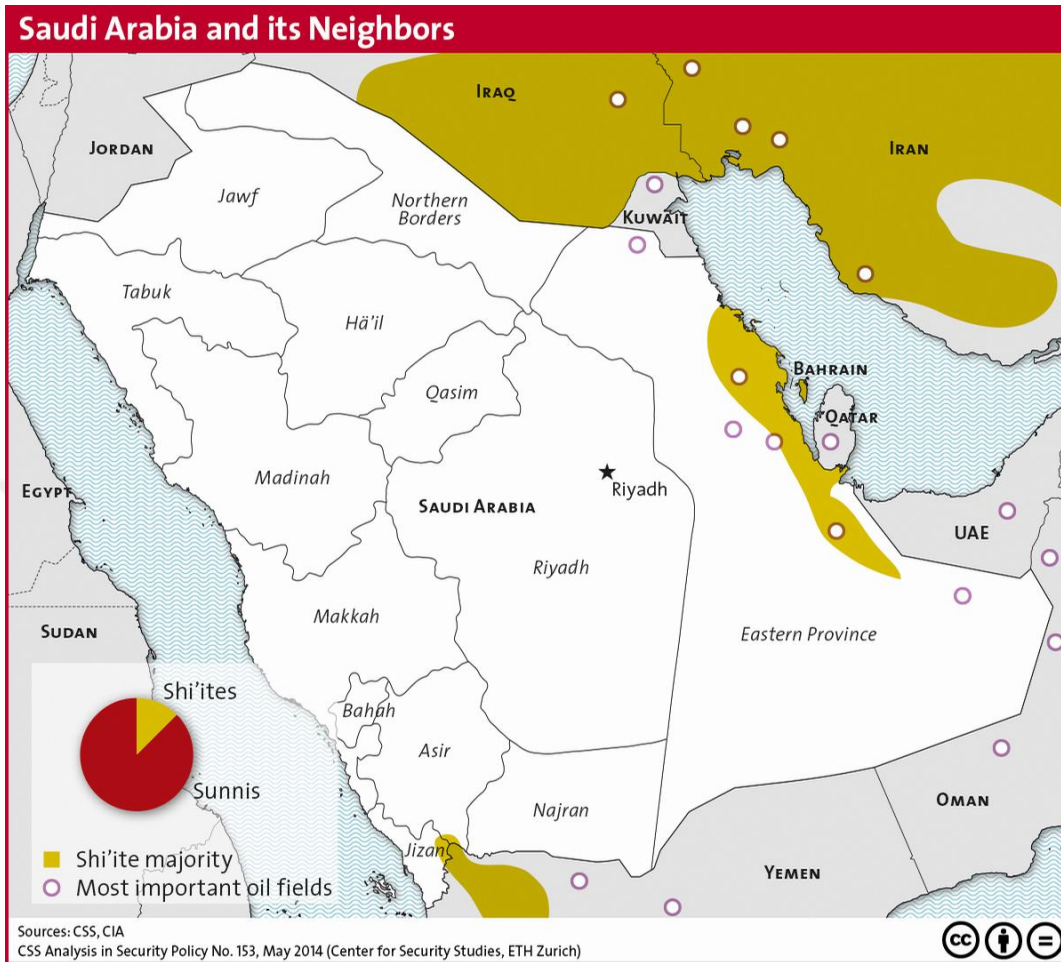 Saudi Arabia and its Neighbors
IRAQ
IRAN
JORDAN
Jawf
Northern
Borders
KUWAIT
Tabuk
Hä'il
BAHRAIN
Qasim
QATAR
Madinah
EGYPT
Riyadh
SAUDI ARABIA
UAE
Riyadh
Makkah
SUDAN
Eastern Province
Shi'ites
Bahah
Asir
Sunnis
Najran
OMAN
Jizan
Shi'ite majority
YEMEN
Most important oil fields
Sources: CSS, CIA
CSS Analysis in Security Policy No. 153, May 2014 (Center for Security Studies, ETH Zurich)
cc